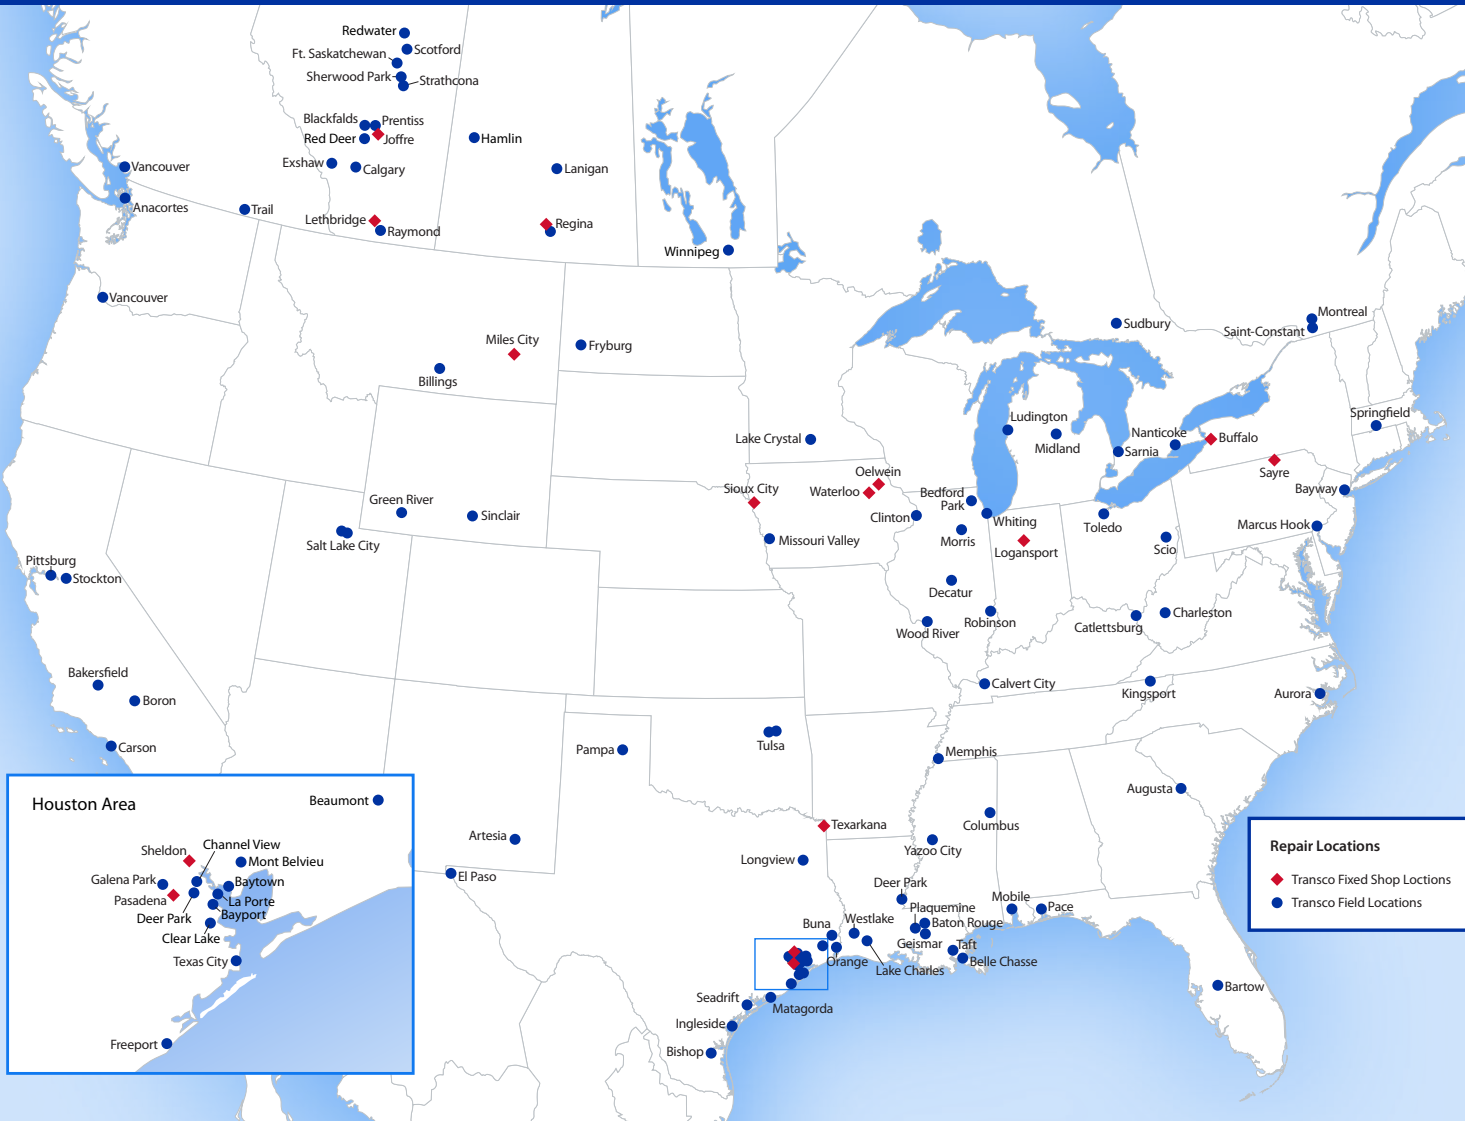 Redwater
Scotford
Ft. Saskatchewan
Sherwood Park
Strathcona
Blackfalds
Prentiss
Red Deer
Joffre
Hamlin
Exshaw
Calgary
Lanigan
Vancouver
Anacortes
Trail
Lethbridge
Raymond
Regina
Winnipeg
Vancouver
Miles City
Fryburg
Billings
Sudbury
Montreal
Saint-Constant
Springfield
Ludington
Midland
Nanticoke
Sarnia
Buffalo
Sayre
Lake Crystal
Oelwein
Waterloo
Sioux City
Bedford
Park
Clinton
Whiting
Morris
Logansport
Toledo
Scio
Bayway
Marcus Hook
Green River
Sinclair
Missouri Valley
Salt Lake City
Pittsburg
Stockton
Decatur
Robinson
Wood River
Catlettsburg
Charleston
Calvert City
Kingsport
Aurora
Bakersfield
Boron
Carson
Pampa
Tulsa
Memphis
Augusta
Columbus
Yazoo City
Texarkana
Artesia
Longview
El Paso
Deer Park
Plaquemine
Baton Rouge
Mobile
Pace
Westlake
Buna
Geismar
Taft
Belle Chasse
Orange
Lake Charles
Bartow
Seadrift
Matagorda
Ingleside
Bishop
Houston Area
Beaumont
Channel View
Sheldon
Mont Belvieu
Galena Park
Baytown
Pasadena
La Porte
Deer Park
Bayport
Clear Lake
Texas City
Freeport
Repair Locations
Transco Fixed Shop Loctions
Transco Field Locations